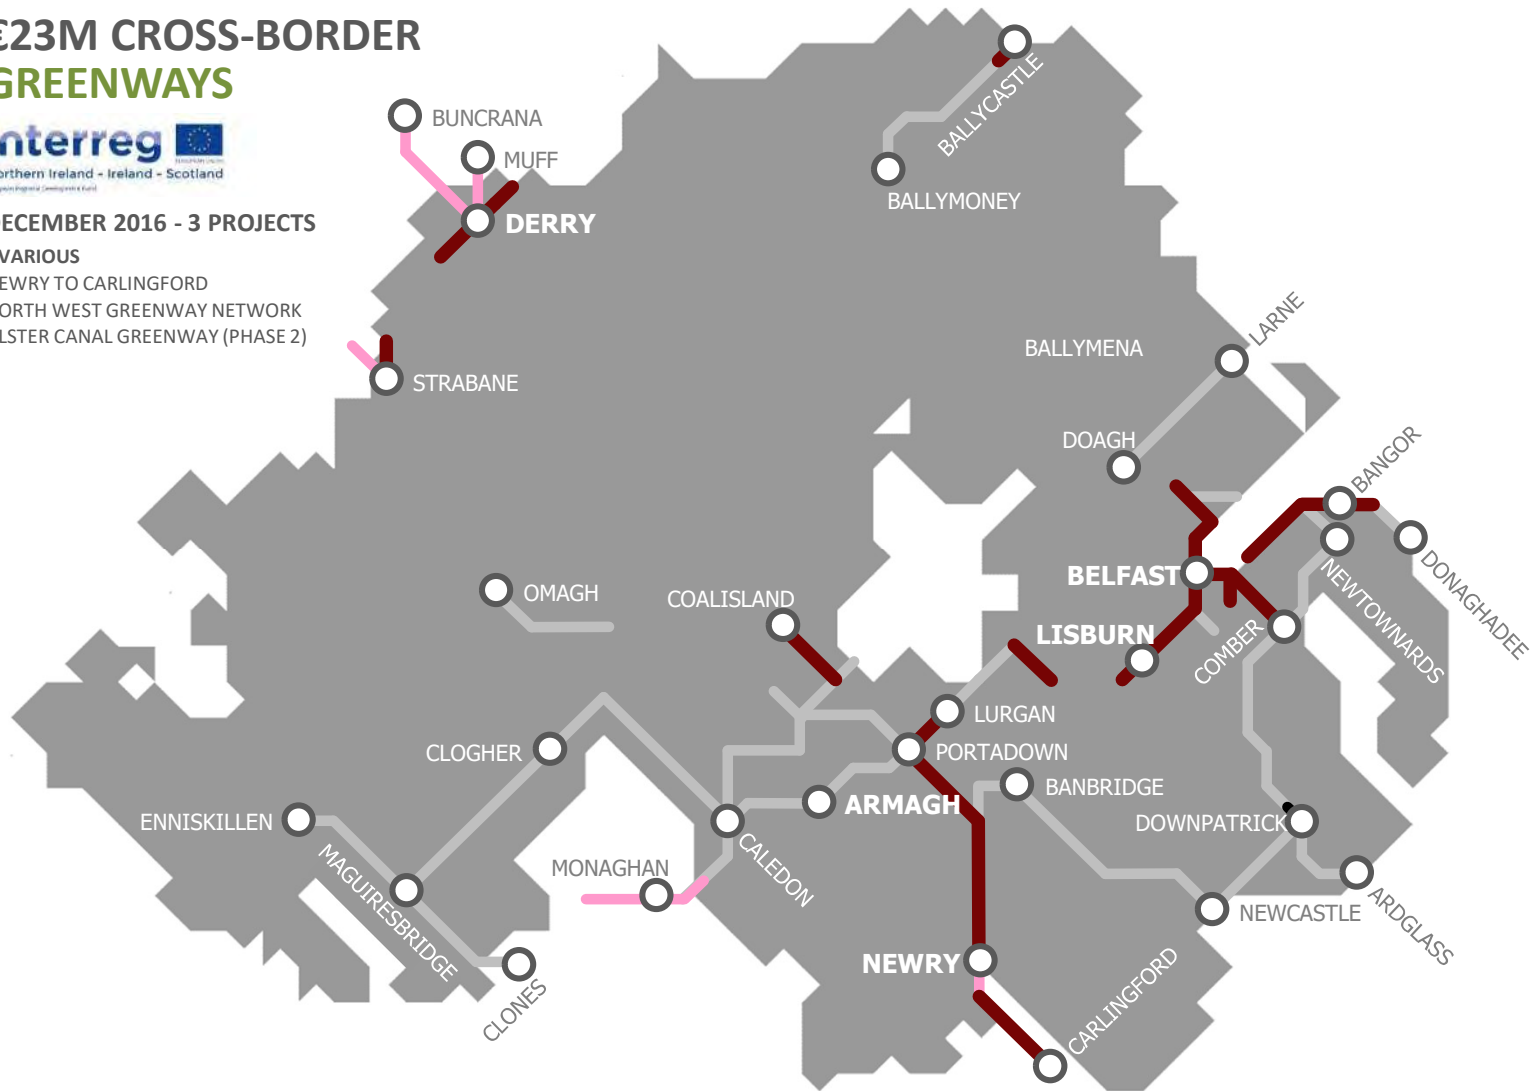 €23M CROSS-BORDER
GREENWAYS
nterreg
EUROPEAN UNION
orthern Ireland - Ireland - Scotland
DECEMBER 2016 - 3 PROJECTS
VARIOUS
EWRY TO CARLINGFORD
ORTH WEST GREENWAY NETWORK
LSTER CANAL GREENWAY (PHASE 2)
BUNCRANA
MUFF
DERRY
STRABANE
BALLYCASTLE
BALLYMONEY
LARNE
BALLYMENA
DOAGH
BANGOR
DONAGHADEE
NEWTOWNARDS
BELFAST
LISBURN
COMBER
OMAGH
COALISLAND
LURGAN
PORTADOWN
CLOGHER
BANBRIDGE
ARMAGH
DOWNPATRICK
ENNISKILLEN
MAGUIRESBRIDGE
MONAGHAN
CALEDON
ARDGLASS
NEWCASTLE
NEWRY
CARLINGFORD
CLONES